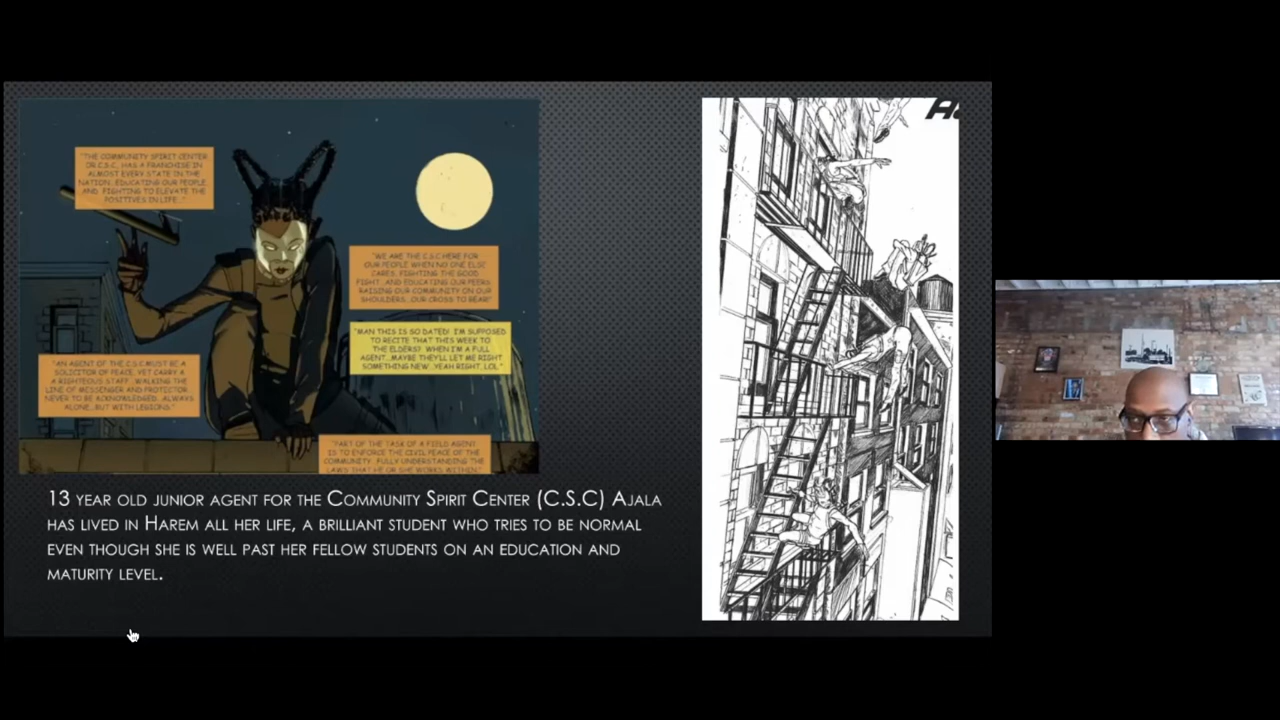 "THE COMMUNITY SPIRIT CENTER
OR C.S.C. HAS A FRANCHISE IN
ALMOST EVERY STATE IN THE
NATION. EDUCATING OUR PEOPLE,
AND FIGHTING TO ELEVATE THE
POSITIVES IN LIFE..."
"WE ARE THE C.S.C HERE FOR
OUR PEOPLE WHEN NO ONE ELSE
CARES. FIGHTING THE GOOD
FIGHT...AND EDUCATING OUR PEERS.
RAISING OUR COMMUNITY ON OUR
SHOULDERS...OUR CROSS TO BEAR"
"MAN THIS IS SO DATED! I'M SUPPOSED
TO RECITE THAT THIS WEEK TO
THE ELDERS? WHEN I'M A FULL
AGENT...MAYBE THEY'LL LET ME RIGHT
SOMETHING NEW...YEAH RIGHT. LOL."
"AN AGENT OF THE C.S.C MUST BE A
SOLICITOR OF PEACE, YET CARRY A
A RIGHTEOUS STAFF...WALKING THE
LINE OF MESSENGER AND PROTECTOR
NEVER TO BE ACKNOWLEDGED. ALWAYS
ALONE...BUT WITH LEGIONS."
"PART OF THE TASK OF A FIELD AGENT
IS TO ENFORCE THE CIVIL PEACE OF THE
COMMUNITY. FULLY UNDERSTANDING "THE
LAWS THAT HE OR SHE WORKS WITHIN."
13 YEAR OLD JUNIOR AGENT FOR THE COMMUNITY SPIRIT CENTER (C.S.C) AJALA
HAS LIVED IN HAREM ALL HER LIFE, A BRILLIANT STUDENT WHO TRIES TO BE NORMAL
EVEN THOUGH SHE IS WELL PAST HER FELLOW STUDENTS ON AN EDUCATION AND
MATURITY LEVEL.